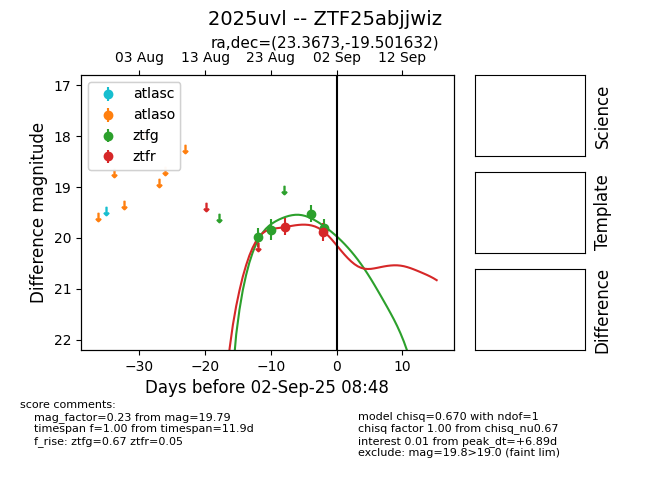 2025uvl -- ZTF25abjjwiz
ra,dec=(23.3673,-19.501632)
03 Aug 13 Aug 23 Aug 02 Sep 12 Sep
17
18
19
20
21
22
Difference magnitude
atlasc
atlaso
ztfg
ztfr
−30 −20 −10 0 10
Days before 02-Sep-25 08:48
Science
Template
Difference
score comments:
mag_factor=0.23 from mag=19.79
timespan f=1.00 from timespan=11.9d
f_rise: ztfg=0.67 ztfr=0.05
model chisq=0.670 with ndof=1
chisq factor 1.00 from chisq_nu0.67
interest 0.01 from peak_dt=+6.89d
exclude: mag=19.8>19.0 (faint lim)